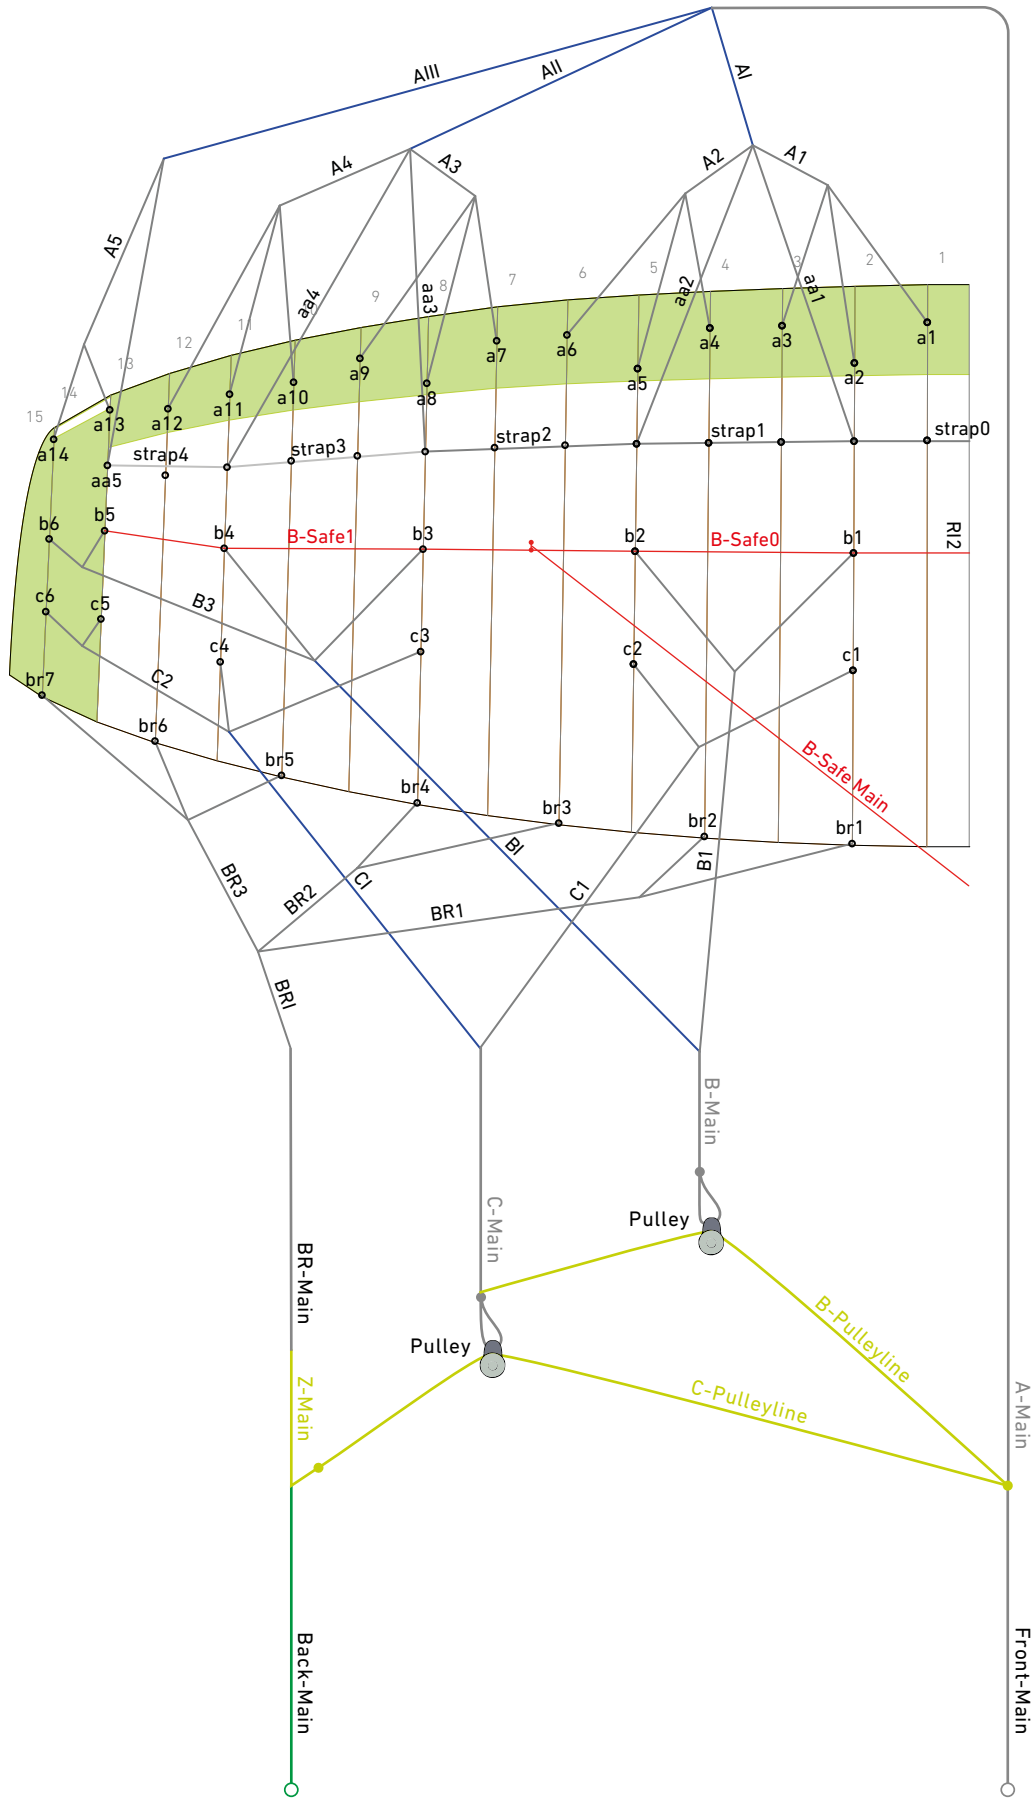 AIII
AII
AI
A4
A3
A2
A1
A5
aa4
aa3
aa2
aa1
15
14
13
12
11
9
8
7
6
5
4
3
2
1
a14
a13
a12
a11
a10
a9
a8
a7
a6
a5
a4
a3
a2
a1
aa5
strap4
strap3
strap2
strap1
strap0
b6
b5
b4
b3
b2
b1
B-Safe1
B-Safe0
RI2
B3
c6
c5
c4
c3
c2
c1
C2
B-Safe Main
br7
br6
br5
br4
br3
br2
br1
BR3
BR2
CI
BI
C1
B1
BR1
BRI
B-Main
C-Main
Pulley
BR-Main
B-Pulleyline
Pulley
Z-Main
C-Pulleyline
A-Main
Back-Main
Front-Main